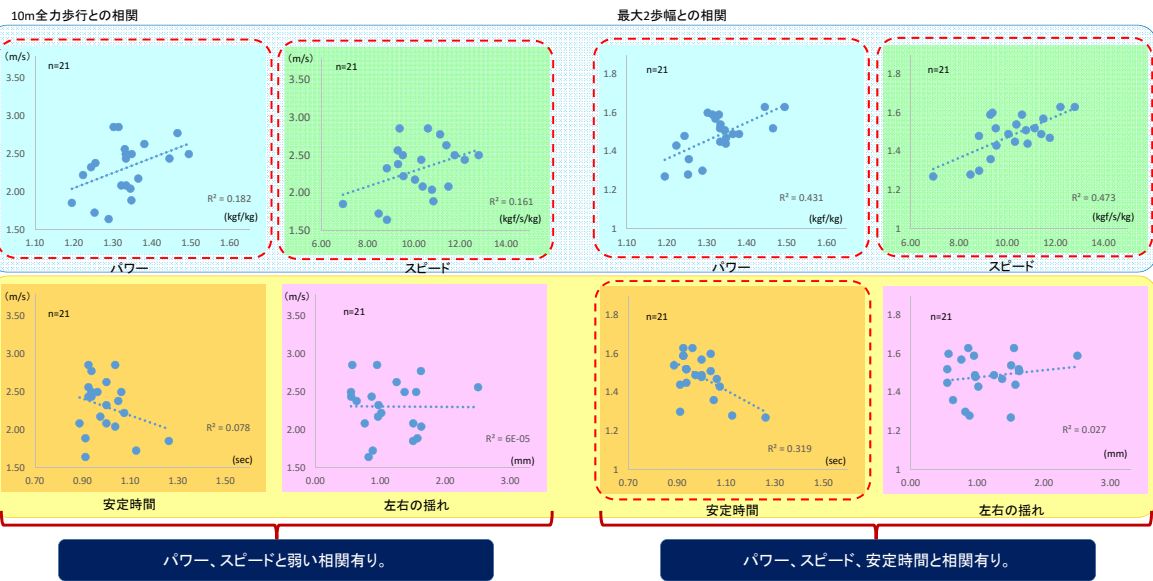 10m全力歩行との相関
最大2歩幅との相関
(m/s)
n=21
3.50
3.00
2.50
2.00
1.50
1.10 1.20 1.30 1.40 1.50 1.60
R² = 0.182
(kgf/kg)
パワー
(m/s)
n=21
3.50
3.00
2.50
2.00
1.50
6.00 8.00 10.00 12.00 14.00
R² = 0.161
(kgf/s/kg)
スピード
n=21
1.8
1.6
1.4
1.2
1
1.10 1.20 1.30 1.40 1.50 1.60
R² = 0.431
(kgf/kg)
パワー
n=21
1.8
1.6
1.4
1.2
1
6.00 8.00 10.00 12.00 14.00
R² = 0.473
(kgf/s/kg)
スピード
(m/s)
n=21
3.50
3.00
2.50
2.00
1.50
0.70 0.90 1.10 1.30 1.50
R² = 0.078
(sec)
安定時間
(m/s)
n=21
3.50
3.00
2.50
2.00
1.50
0.00 1.00 2.00 3.00
R² = 6E-05
(mm)
左右の揺れ
n=21
1.8
1.6
1.4
1.2
1
0.70 0.90 1.10 1.30 1.50
R² = 0.319
(sec)
安定時間
n=21
1.8
1.6
1.4
1.2
1
0.00 1.00 2.00 3.00
R² = 0.027
(mm)
左右の揺れ
パワー、スピードと弱い相関有り。
パワー、スピード、安定時間と相関有り。